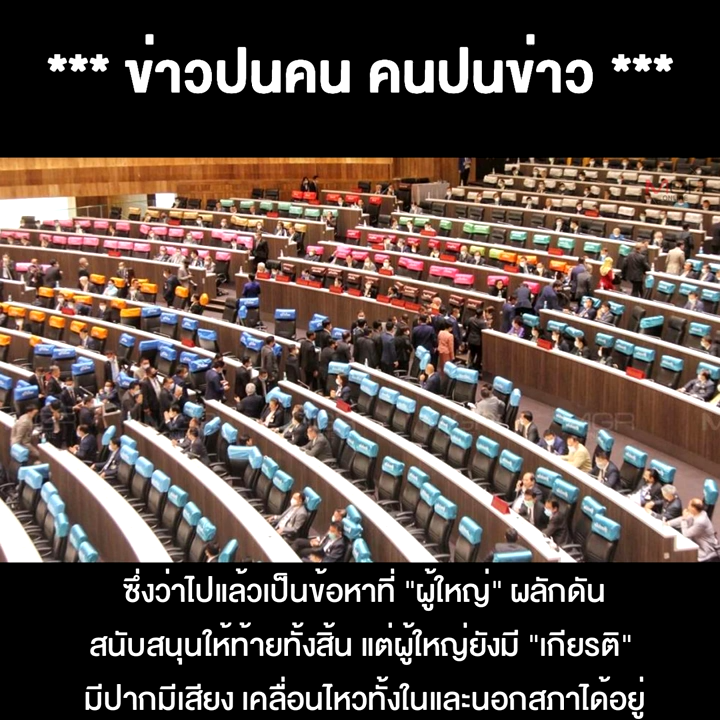 *** ข่าวปนคน คนปนข่าว ***
MGR
ซึ่งว่าไปแล้วเป็นข้อหาที่ "ผู้ใหญ่" ผลักดัน
สนับสนุนให้ท้ายทั้งสิ้น แต่ผู้ใหญ่ยังมี "เกียรติ"
มีปากมีเสียง เคลื่อนไหวทั้งในและนอกสภาได้อยู่